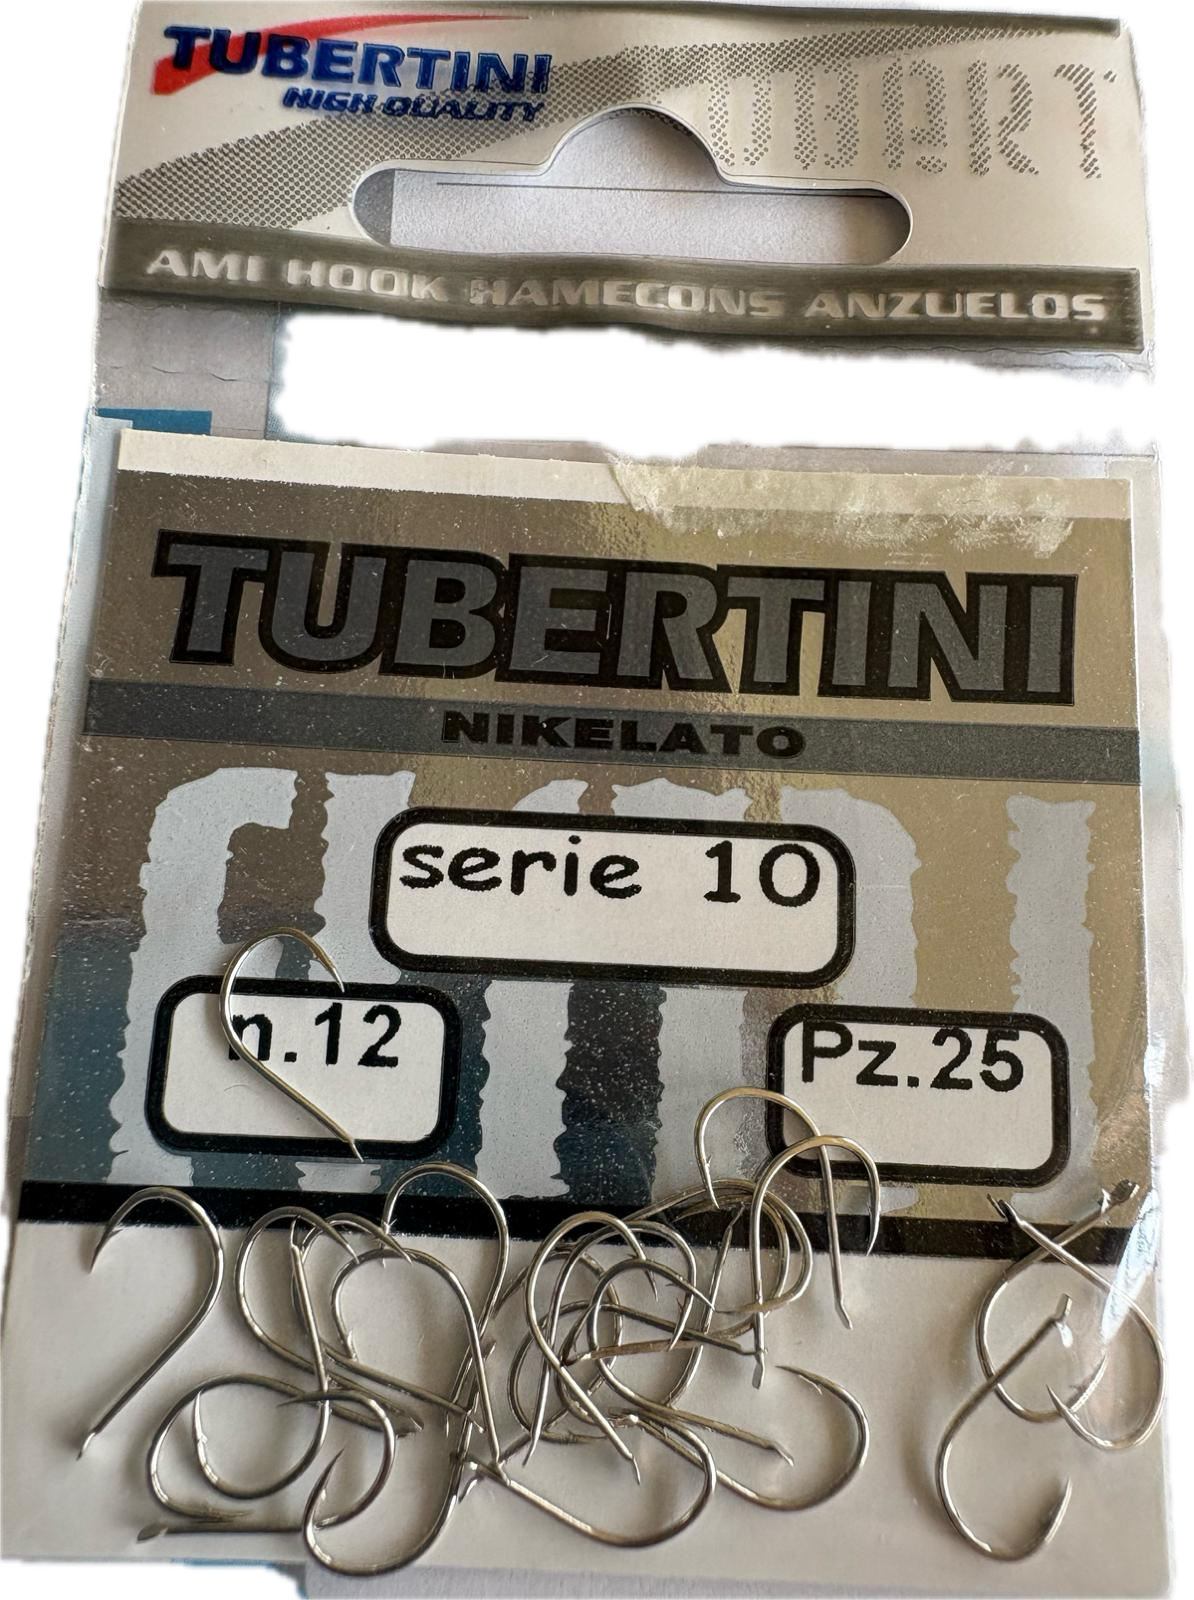 TUBERTINI
HIGH QUALITY
AMI HOOK HAMECONS ANZUELOS
TUBERTINI
NIKELATO
serie 10
n.12
Pz.25